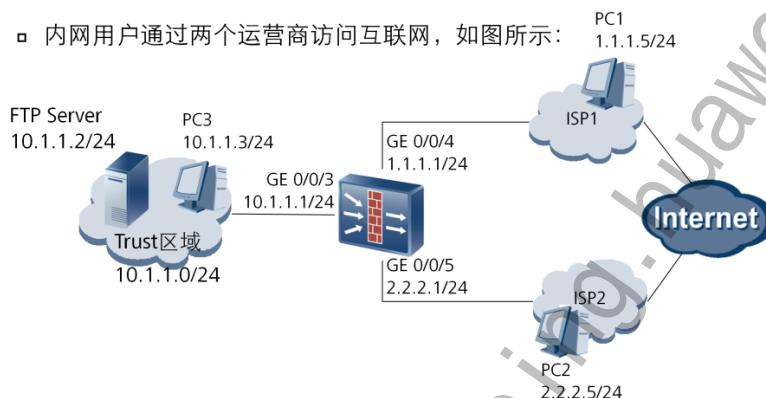 ▫ 内网用户通过两个运营商访问互联网，如图所示：
PC1
1.1.1.5/24
ISP1
FTP Server
10.1.1.2/24
PC3
10.1.1.3/24
GE 0/0/4
1.1.1.1/24
GE 0/0/3
10.1.1.1/24
Internet
Trust区域
10.1.1.0/24
GE 0/0/5
2.2.2.1/24
ISP2
PC2
2.2.2.5/24